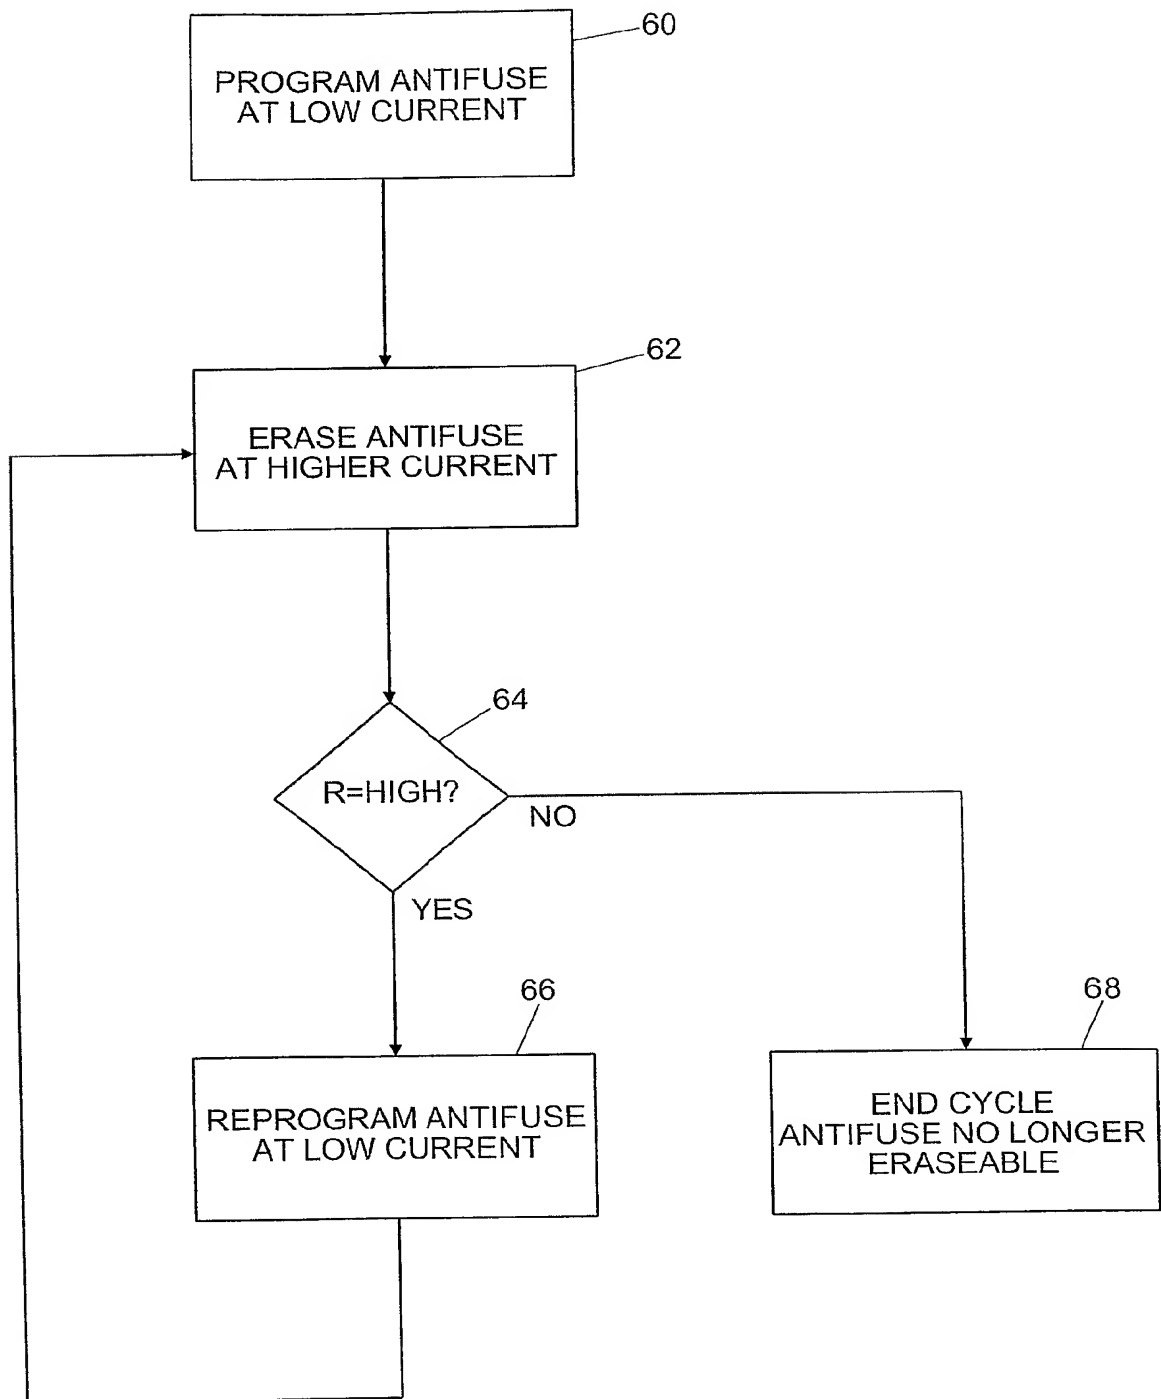 60
PROGRAM ANTIFUSE
AT LOW CURRENT
62
ERASE ANTIFUSE
AT HIGHER CURRENT
64
R=HIGH?
NO
YES
66
REPROGRAM ANTIFUSE
AT LOW CURRENT
68
END CYCLE
ANTIFUSE NO LONGER
ERASEABLE